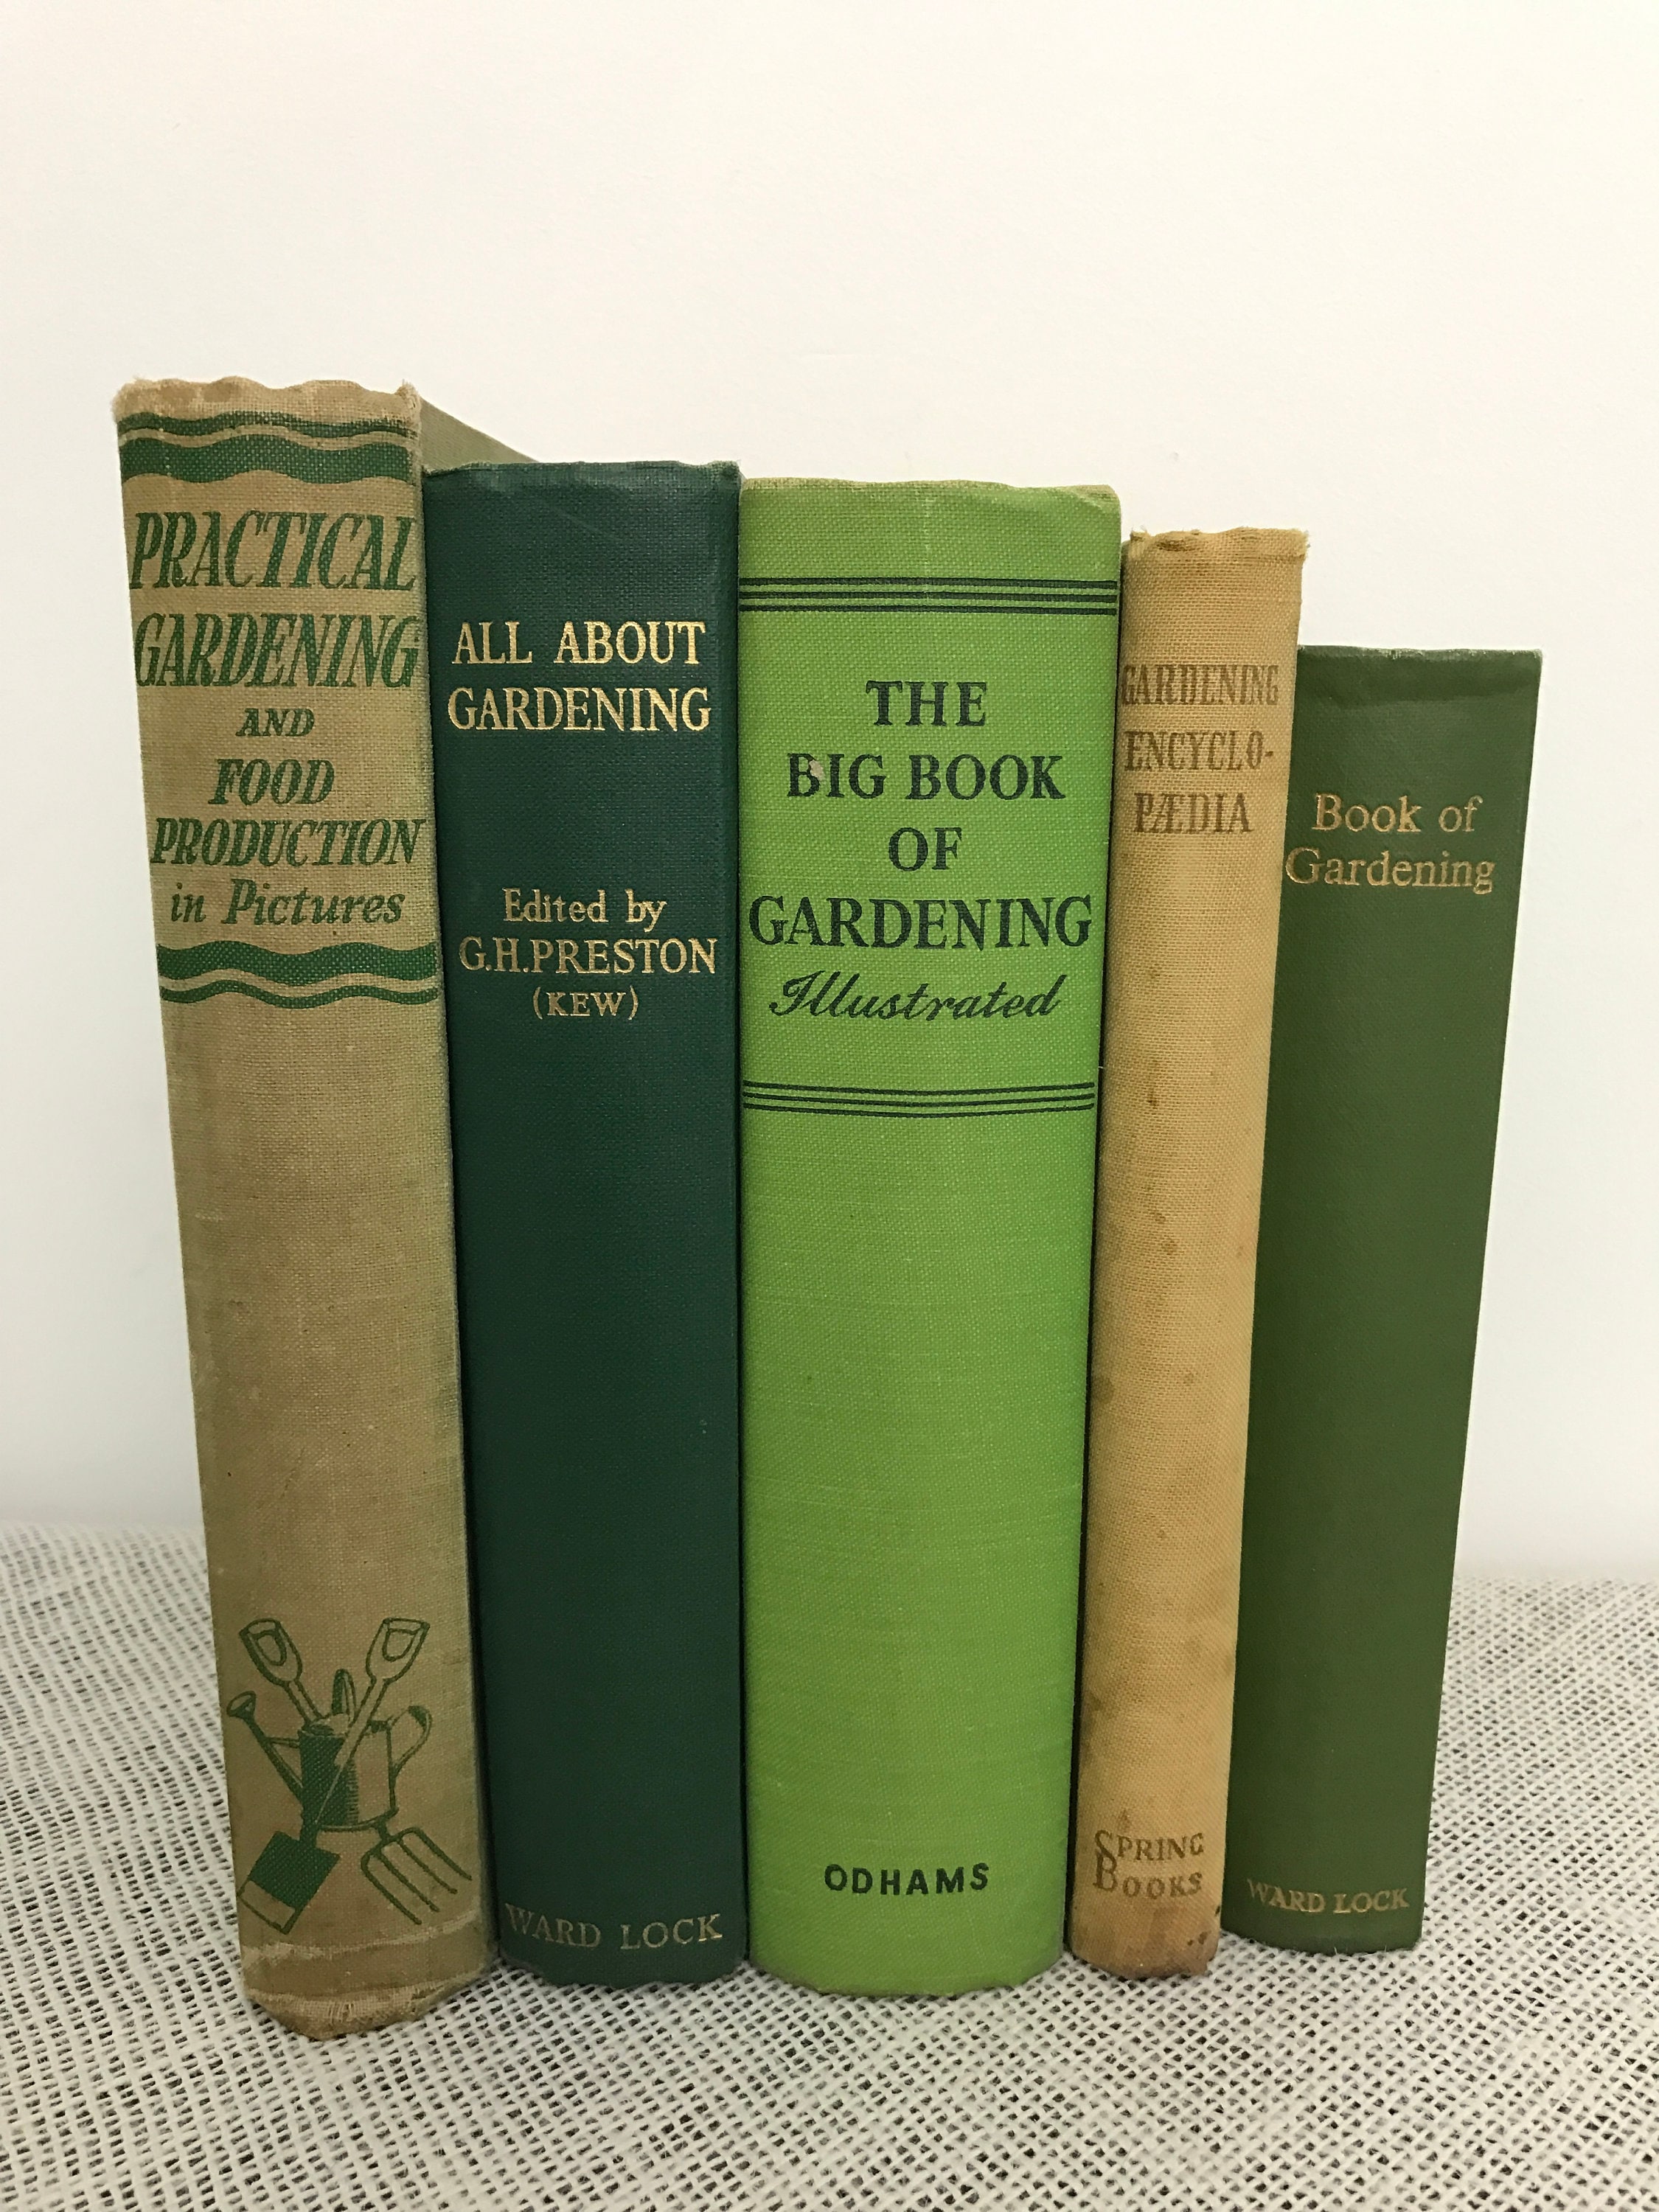 PRACTICAL
GARDENING
AND
FOOD
PRODUCTION
in Pictures
ALL ABOUT
GARDENING
Edited by
G.H.PRESTON
(KEW)
WARD LOCK
THE
BIG BOOK
OF
GARDENING
Illustrated
ODHAMS
GARDENING
ENCYCLO-
PÆDIA
SPRING
BOOKS
Book of
Gardening
WARD LOCK